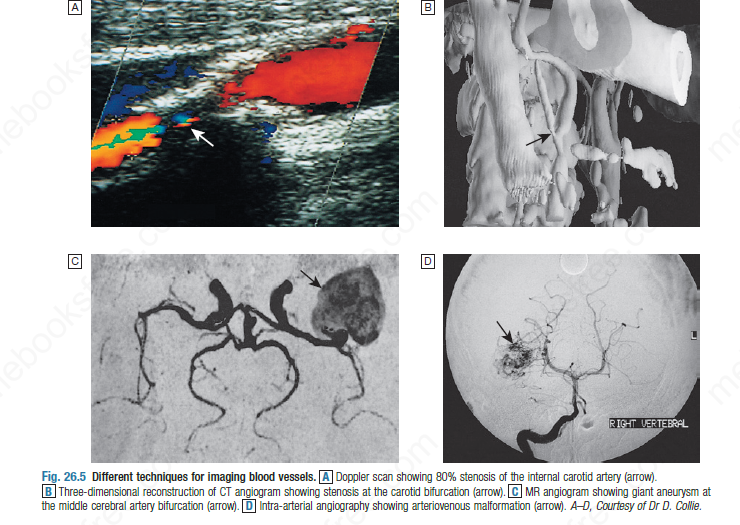 A
B
C
D
RIGHT VERTEBRAL
Fig. 26.5 Different techniques for imaging blood vessels. A Doppler scan showing 80% stenosis of the internal carotid artery (arrow).
B Three-dimensional reconstruction of CT angiogram showing stenosis at the carotid bifurcation (arrow). C MR angiogram showing giant aneurysm at
the middle cerebral artery bifurcation (arrow). D Intra-arterial angiography showing arteriovenous malformation (arrow). A–D, Courtesy of Dr D. Collie.